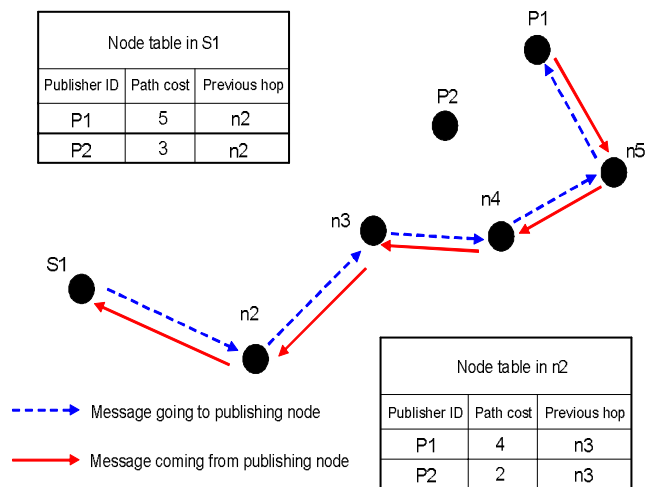 P1
Node table in S1
Publisher ID Path cost Previous hop
P1 5 n2
P2 3 n2
P2
n5
n4
n3
S1
n2
Node table in n2
Publisher ID Path cost Previous hop
P1 4 n3
P2 2 n3
Message going to publishing node
Message coming from publishing node